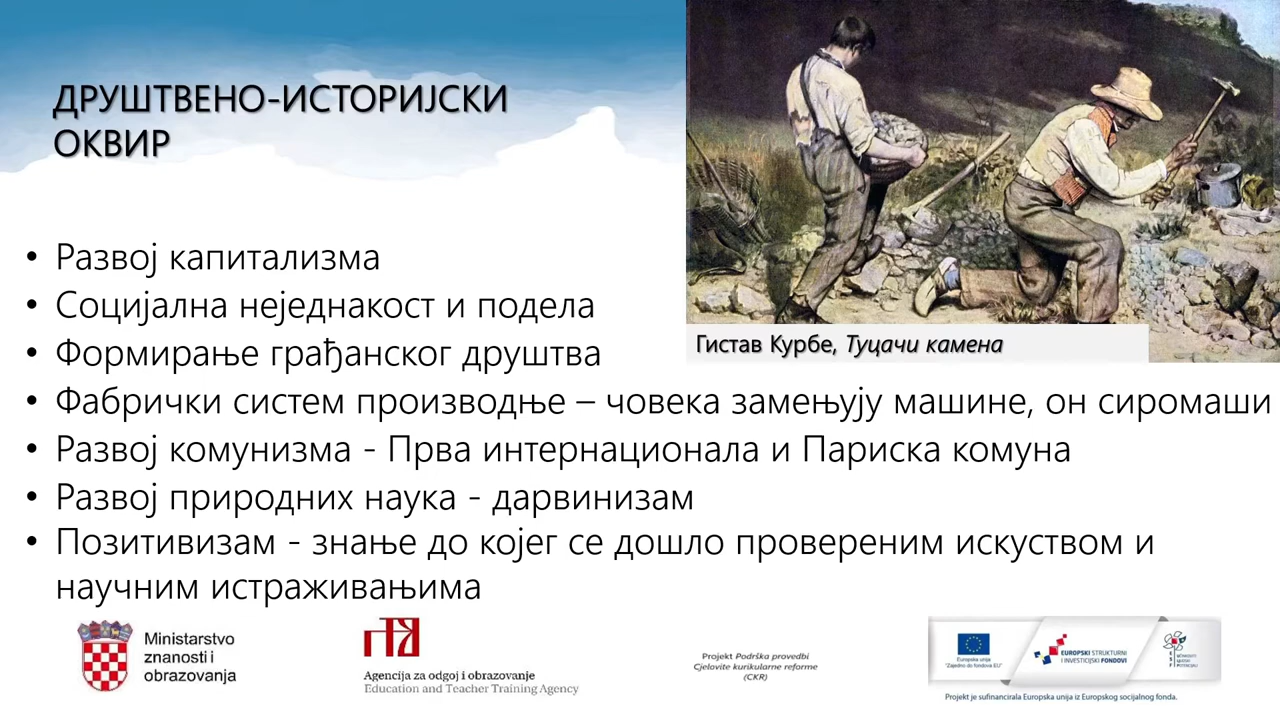 ДРУШТВЕНО-ИСТОРИЈСКИ
ОКВИР
Гистав Курбе, Туцачи камена
• Развој капитализма
• Социјална неједнакост и подела
• Формирање грађанског друштва
• Фабрички систем производње – човека замењују машине, он сиромаши
• Развој комунизма - Прва интернационала и Париска комуна
• Развој природних наука - дарвинизам
• Позитивизам - знање до којег се дошло провереним искуством и
научним истраживањима
Ministarstvo
znanosti i
obrazovanja
Agencija za odgoj i obrazovanje
Education and Teacher Training Agency
Projekt Podrška provedbi
Cjelovite kurikularne reforme
(CKR)
Europska unija
"Zajedno do fondova EU"
EUROPSKI STRUKTURNI
I INVESTICIJSKI FONDOVI
Projekt je sufinancirala Europska unija iz Europskog socijalnog fonda.